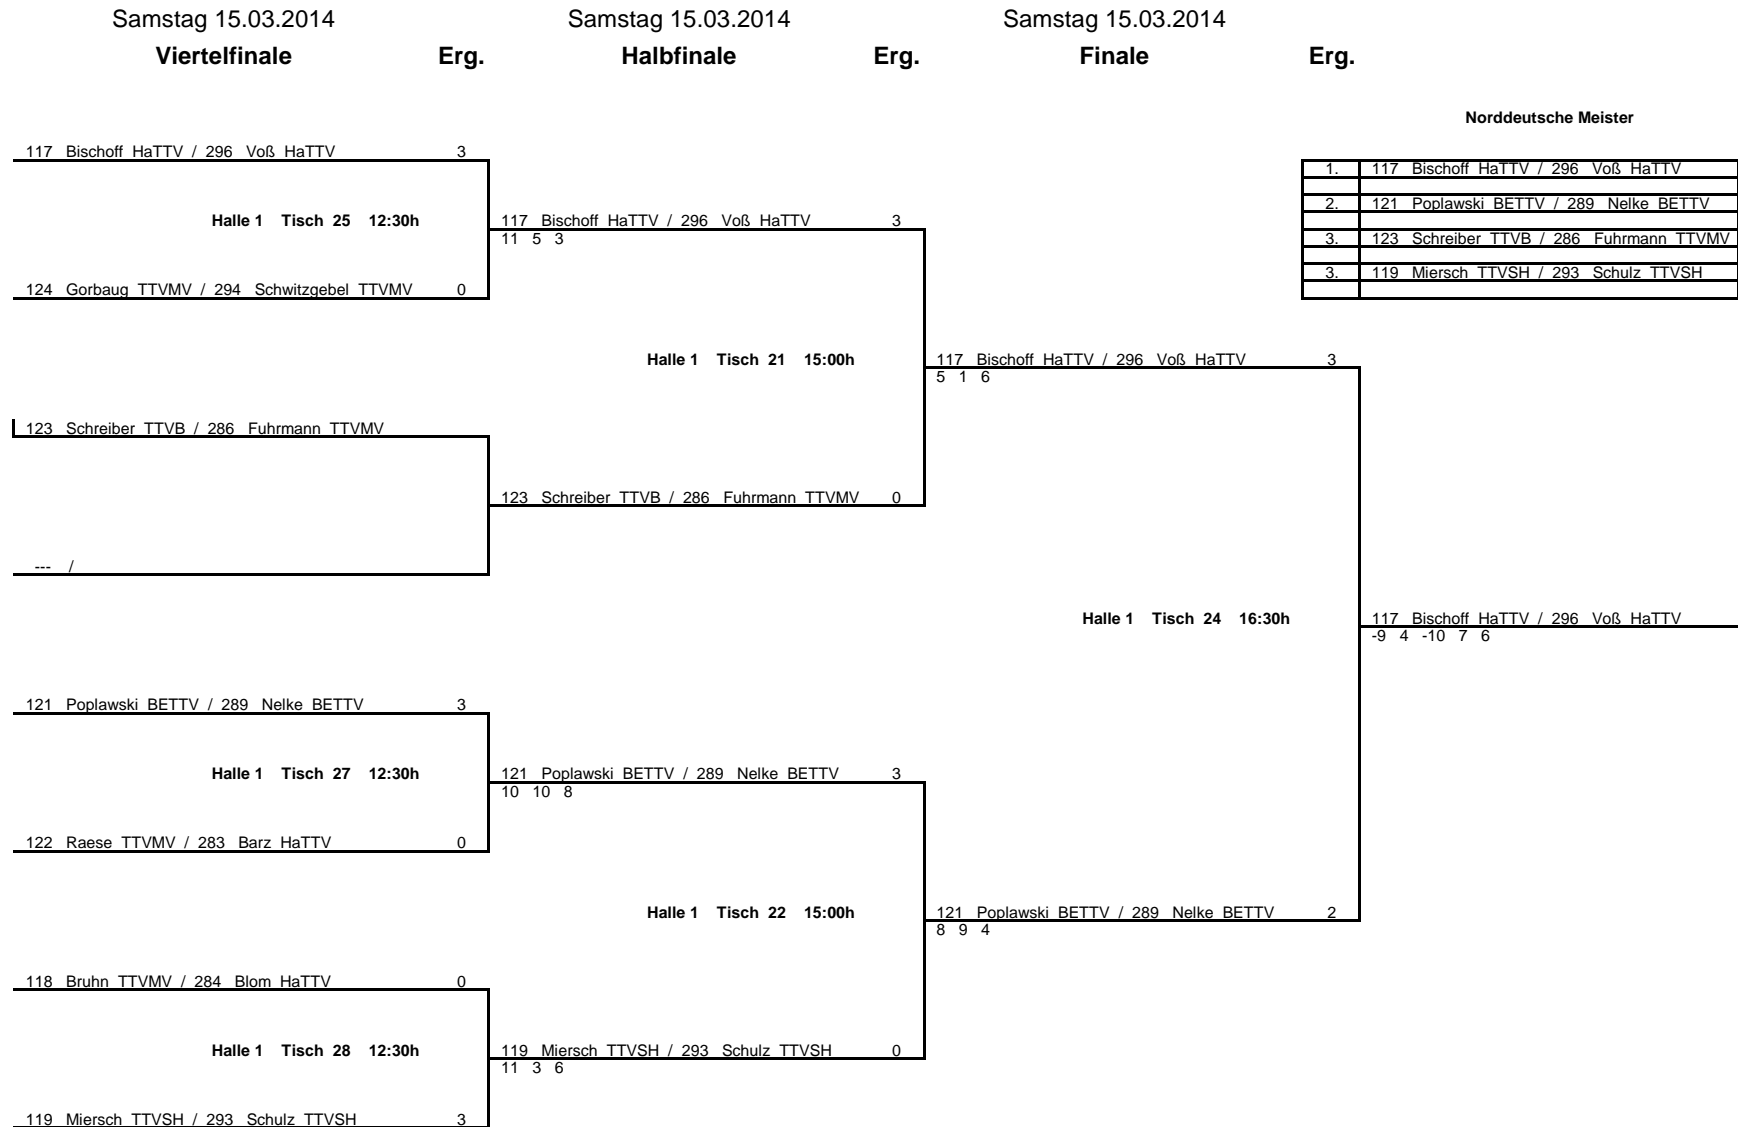 Samstag 15.03.2014 Samstag 15.03.2014 Samstag 15.03.2014
Viertelfinale Erg. Halbfinale Erg. Finale Erg.
Norddeutsche Meister
117 Bischoff HaTTV / 296 Voß HaTTV 3
1. 117 Bischoff HaTTV / 296 Voß HaTTV
2. 121 Poplawski BETTV / 289 Nelke BETTV
Halle 1 Tisch 25 12:30h 117 Bischoff HaTTV / 296 Voß HaTTV 3
11 5 3
3. 123 Schreiber TTVB / 286 Fuhrmann TTVMV
3. 119 Miersch TTVSH / 293 Schulz TTVSH
124 Gorbaug TTVMV / 294 Schwitzgebel TTVMV 0
Halle 1 Tisch 21 15:00h 117 Bischoff HaTTV / 296 Voß HaTTV 3
5 1 6
123 Schreiber TTVB / 286 Fuhrmann TTVMV
123 Schreiber TTVB / 286 Fuhrmann TTVMV 0
--- /
Halle 1 Tisch 24 16:30h 117 Bischoff HaTTV / 296 Voß HaTTV
-9 4 -10 7 6
121 Poplawski BETTV / 289 Nelke BETTV 3
Halle 1 Tisch 27 12:30h 121 Poplawski BETTV / 289 Nelke BETTV 3
10 10 8
122 Raese TTVMV / 283 Barz HaTTV 0
Halle 1 Tisch 22 15:00h 121 Poplawski BETTV / 289 Nelke BETTV 2
8 9 4
118 Bruhn TTVMV / 284 Blom HaTTV 0
Halle 1 Tisch 28 12:30h 119 Miersch TTVSH / 293 Schulz TTVSH 0
11 3 6
119 Miersch TTVSH / 293 Schulz TTVSH 3